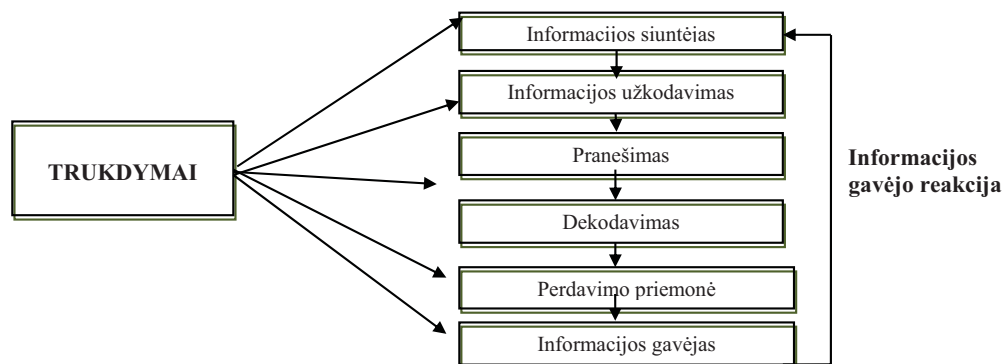 Informacijos siuntėjas
Informacijos užkodavimas
TRUKDYMAI
Pranešimas
Informacijos
gavėjo reakcija
Dekodavimas
Perdavimo priemonė
Informacijos gavėjas